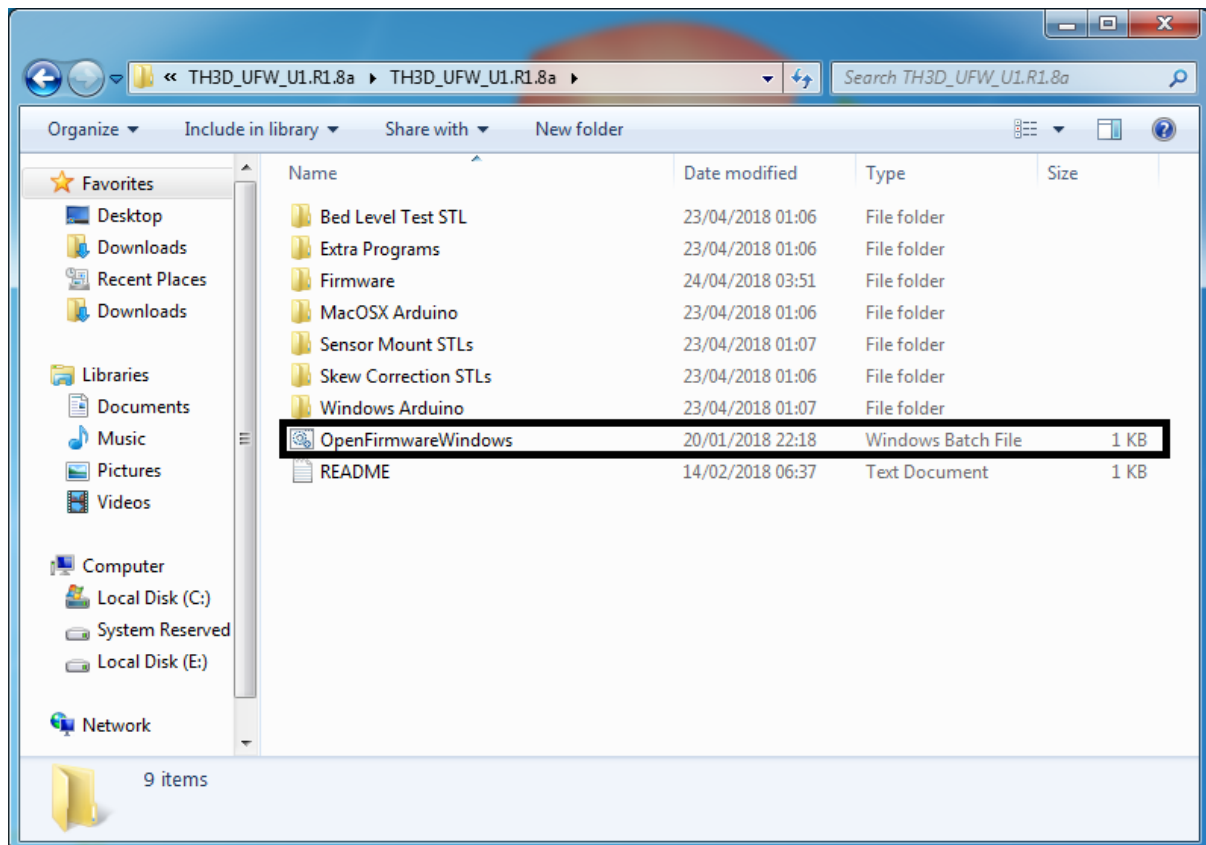 « TH3D_UFW_U1.R1.8a ▸ TH3D_UFW_U1.R1.8a ▸ Search TH3D_UFW_U1.R1.8a
Organize Include in library Share with New folder
Favorites
Desktop
Downloads
Recent Places
Downloads
Libraries
Documents
Music
Pictures
Videos
Computer
Local Disk (C:)
System Reserved
Local Disk (E:)
Network
Name Date modified Type Size
Bed Level Test STL 23/04/2018 01:06 File folder
Extra Programs 23/04/2018 01:06 File folder
Firmware 24/04/2018 03:51 File folder
MacOSX Arduino 23/04/2018 01:06 File folder
Sensor Mount STLs 23/04/2018 01:07 File folder
Skew Correction STLs 23/04/2018 01:06 File folder
Windows Arduino 23/04/2018 01:07 File folder
OpenFirmwareWindows 20/01/2018 22:18 Windows Batch File 1 KB
README 14/02/2018 06:37 Text Document 1 KB
9 items